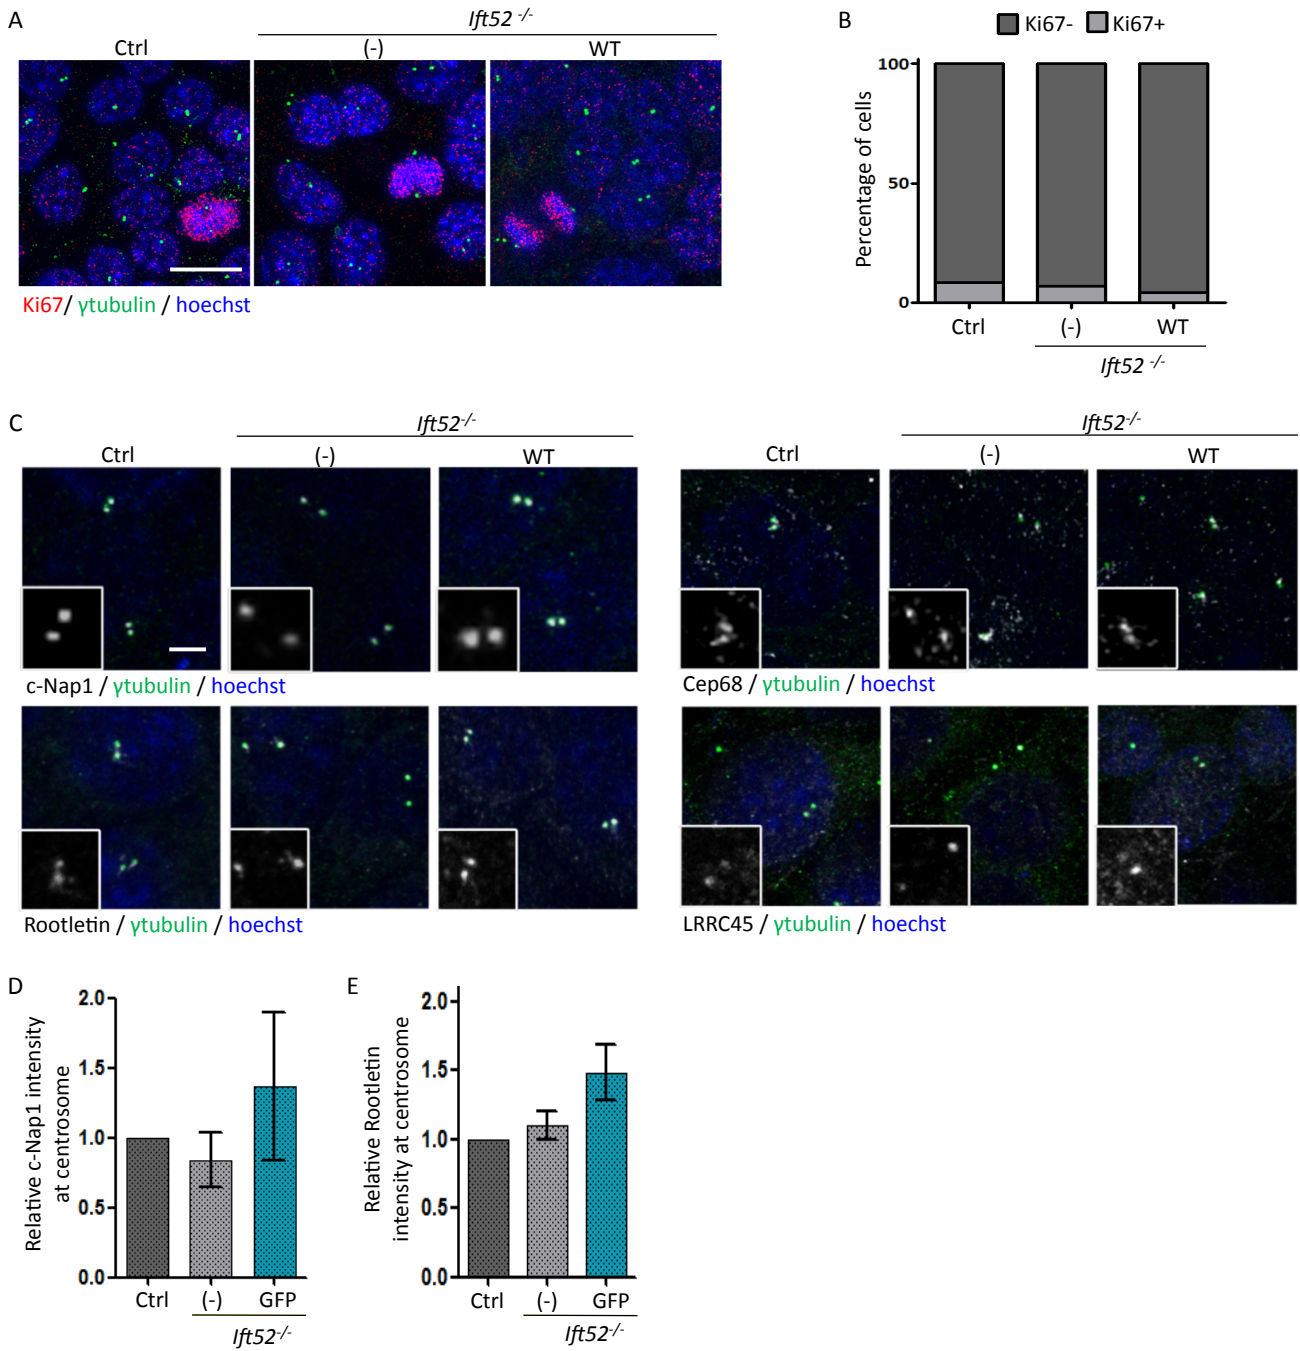 A
Ift52 -/-
Ctrl
(-)
WT
Ki67/ γtubulin / hoechst
B
Ki67- Ki67+
Percentage of cells
100
50
0
Ctrl
(-)
WT
Ift52 -/-
C
Ift52-/-
Ctrl
(-)
WT
c-Nap1 / γtubulin / hoechst
Rootletin / γtubulin / hoechst
Ift52-/-
Ctrl
(-)
WT
Cep68 / γtubulin / hoechst
LRRC45 / γtubulin / hoechst
D
Relative c-Nap1 intensity
at centrosome
2.0
1.5
1.0
0.5
0.0
Ctrl
(-)
GFP
Ift52-/-
E
Relative Rootletin
intensity at centrosome
2.0
1.5
1.0
0.5
0.0
Ctrl
(-)
GFP
Ift52-/-